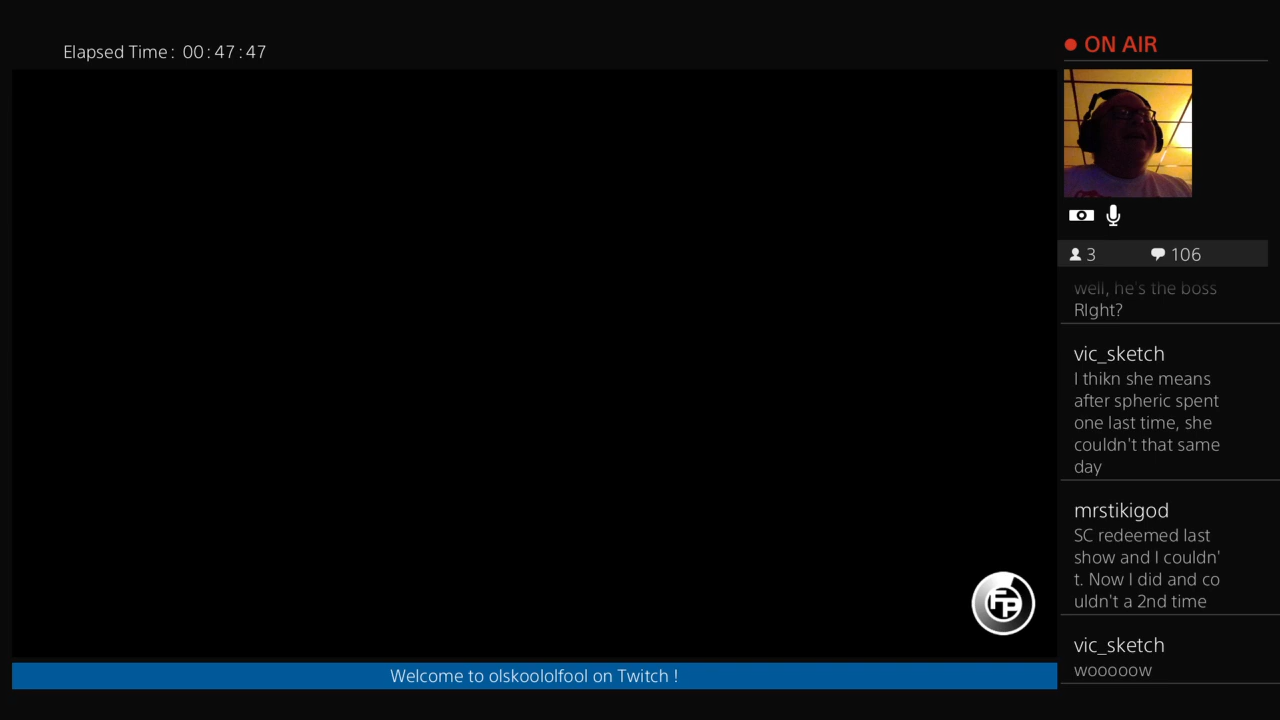 Elapsed Time: 00:47:47
ON AIR
3 106
well, he's the boss
RIght?
vic_sketch
I thikn she means
after spheric spent
one last time, she
couldn't that same
day
mrstikigod
SC redeemed last
show and I couldn'
t. Now I did and co
uldn't a 2nd time
vic_sketch
wooooow
FP
Welcome to olskoololfool on Twitch !